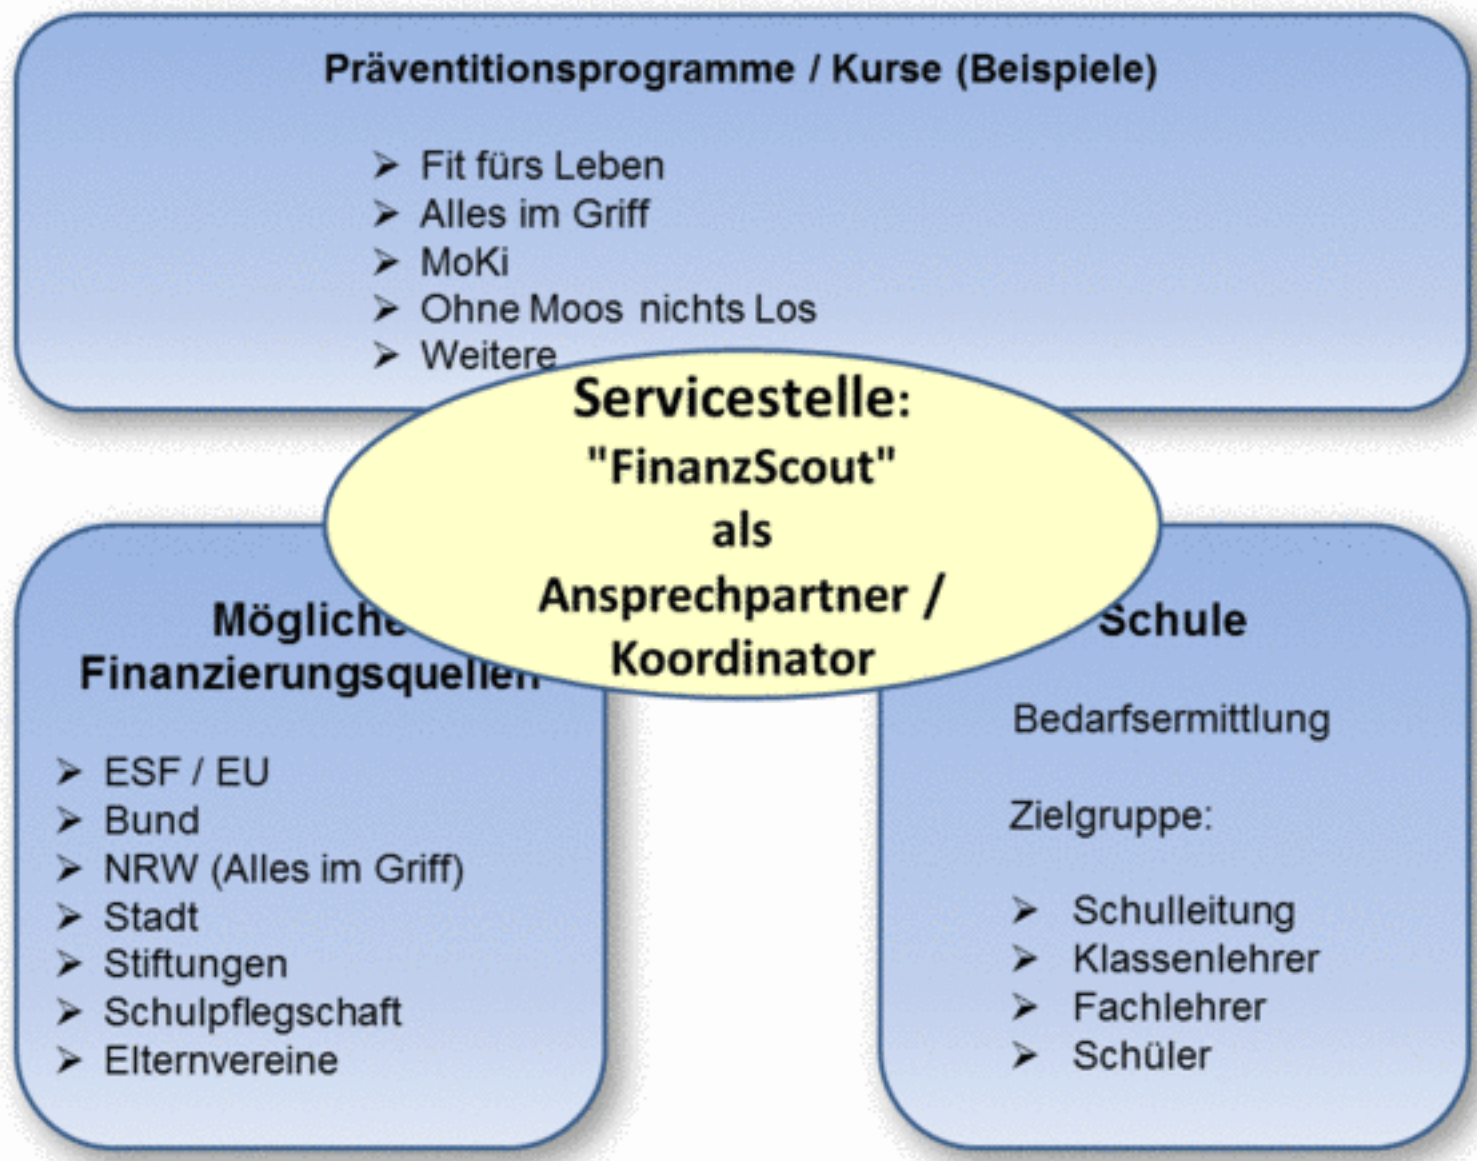 Präventitionsprogramme / Kurse (Beispiele)
➢ Fit fürs Leben
➢ Alles im Griff
➢ MoKi
➢ Ohne Moos nichts Los
➢ Weitere
Servicestelle:
"FinanzScout"
als
Ansprechpartner /
Koordinator
Mögliche
Finanzierungsquellen
➢ ESF / EU
➢ Bund
➢ NRW (Alles im Griff)
➢ Stadt
➢ Stiftungen
➢ Schulpflegschaft
➢ Elternvereine
Schule
Bedarfsermittlung
Zielgruppe:
➢ Schulleitung
➢ Klassenlehrer
➢ Fachlehrer
➢ Schüler